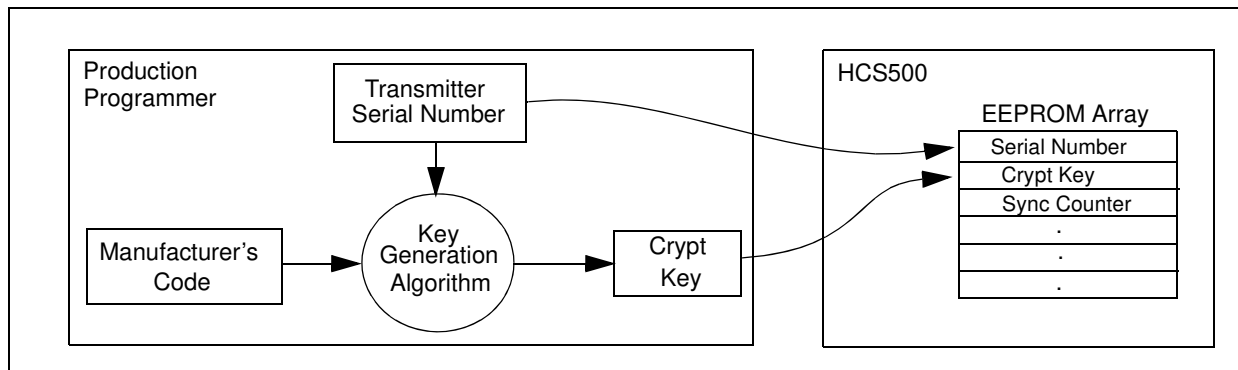 Production
Programmer
Transmitter
Serial Number
Manufacturer's
Code
Key
Generation
Algorithm
Crypt
Key
HCS500
EEPROM Array
Serial Number
Crypt Key
Sync Counter
.
.
.